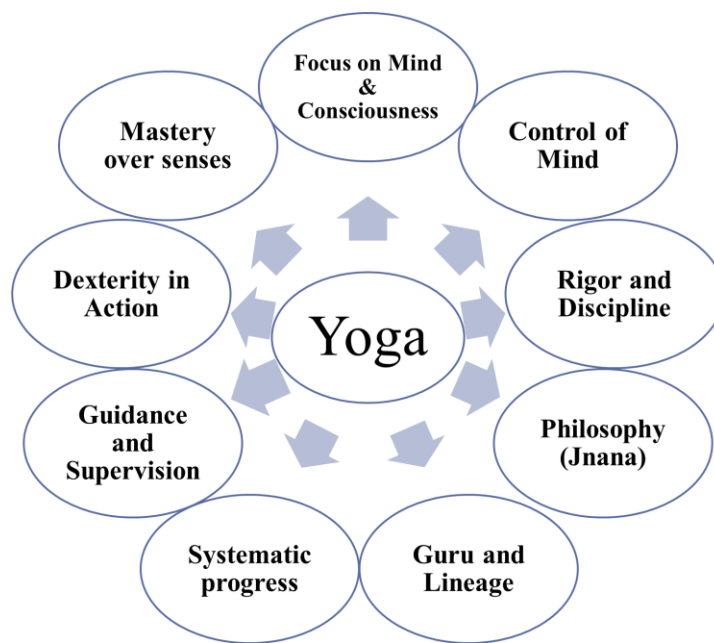 Focus on Mind
&
Consciousness
Control of
Mind
Rigor and
Discipline
Philosophy
(Jnana)
Guru and
Lineage
Systematic
progress
Guidance
and
Supervision
Dexterity in
Action
Mastery
over senses
Yoga